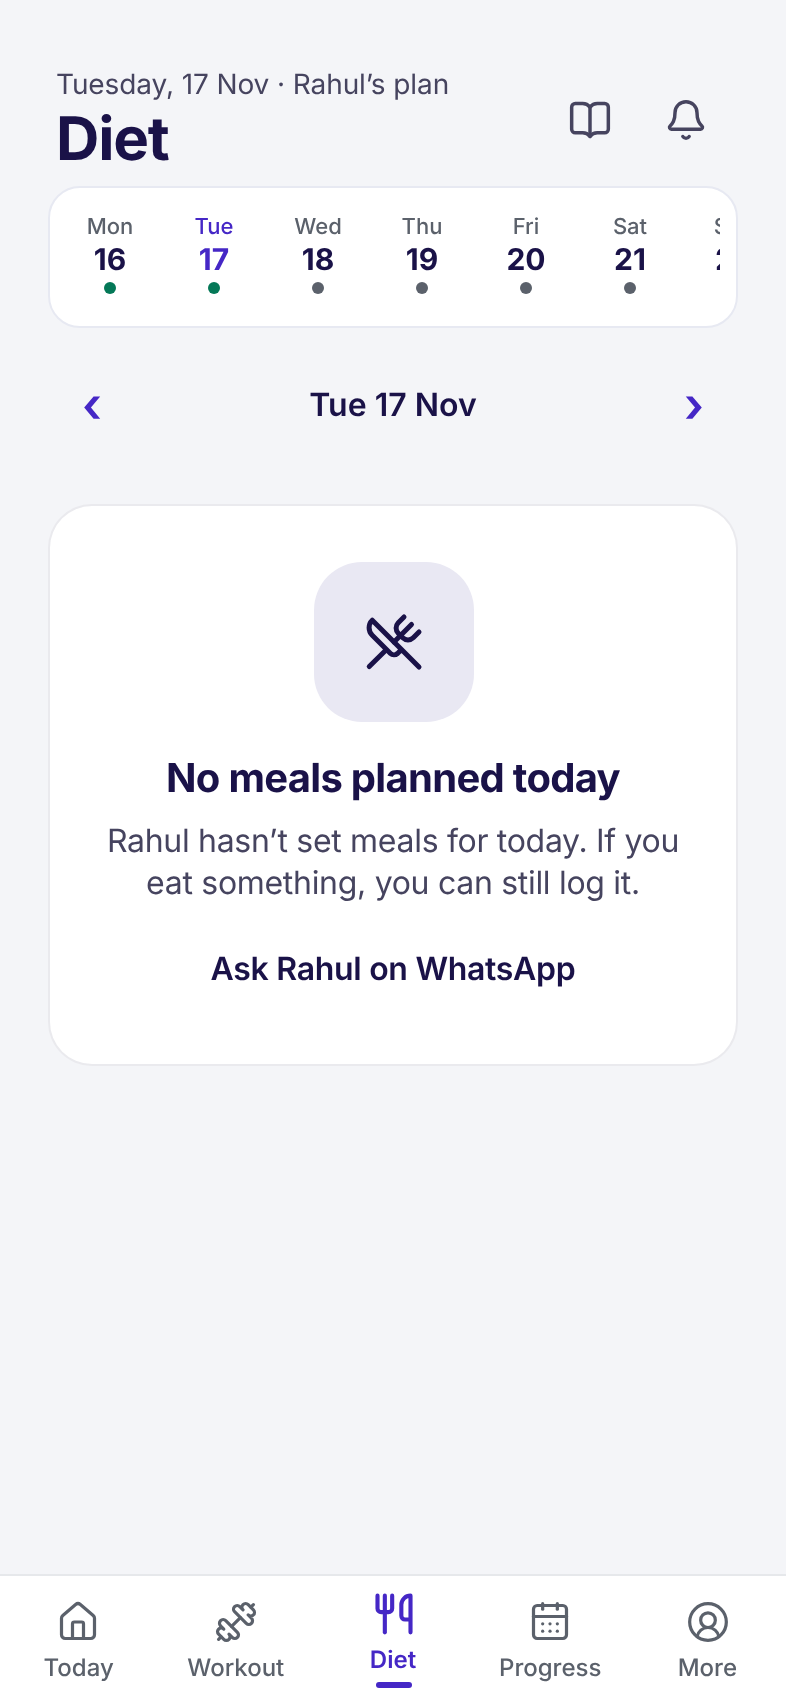 Tuesday, 17 Nov · Rahul’s plan
Diet
Mon Tue Wed Thu Fri Sat
16 17 18 19 20 21
‹ Tue 17 Nov ›
No meals planned today
Rahul hasn’t set meals for today. If you
eat something, you can still log it.
Ask Rahul on WhatsApp
Today Workout Diet Progress More